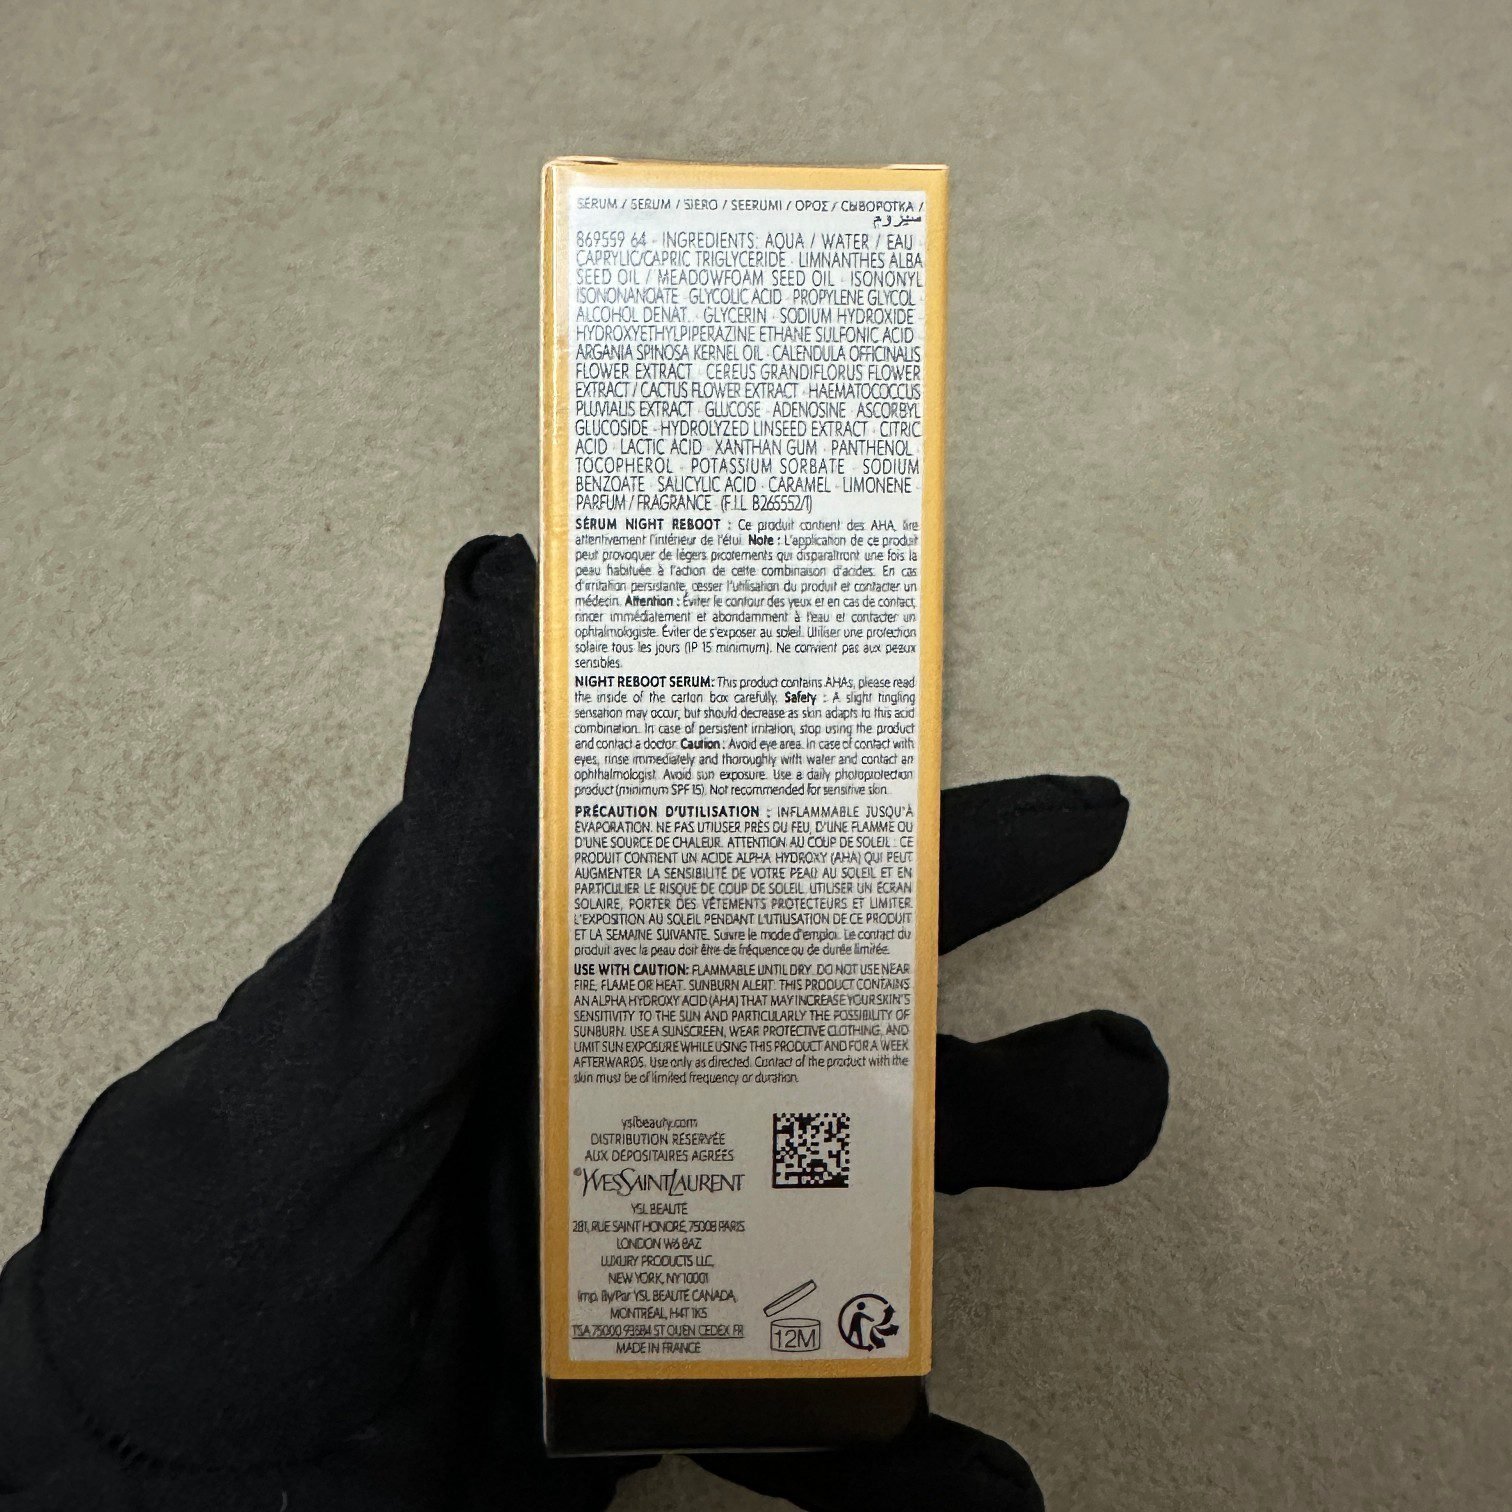 SÉRUM / SERUM / SIERO / SEERUMI / ΟΡΟΣ / СЫВОРОТКА /
سيروم
869559 64 - INGREDIENTS: AQUA / WATER / EAU
CAPRYLIC/CAPRIC TRIGLYCERIDE · LIMNANTHES ALBA
SEED OIL / MEADOWFOAM SEED OIL · ISONONYL
ISONONANOATE · GLYCOLIC ACID · PROPYLENE GLYCOL ·
ALCOHOL DENAT. · GLYCERIN · SODIUM HYDROXIDE ·
HYDROXYETHYLPIPERAZINE ETHANE SULFONIC ACID
ARGANIA SPINOSA KERNEL OIL · CALENDULA OFFICINALIS
FLOWER EXTRACT · CEREUS GRANDIFLORUS FLOWER
EXTRACT / CACTUS FLOWER EXTRACT · HAEMATOCOCCUS
PLUVIALIS EXTRACT · GLUCOSE · ADENOSINE · ASCORBYL
GLUCOSIDE · HYDROLYZED LINSEED EXTRACT · CITRIC
ACID · LACTIC ACID · XANTHAN GUM · PANTHENOL ·
TOCOPHEROL · POTASSIUM SORBATE · SODIUM
BENZOATE · SALICYLIC ACID · CARAMEL · LIMONENE ·
PARFUM / FRAGRANCE · (F.I.L. B265552/1)
SÉRUM NIGHT REBOOT : Ce produit contient des AHA, lire
attentivement l'intérieur de l'étui. Note : L'application de ce produit
peut provoquer de légers picotements qui disparaîtront une fois la
peau habituée à l'action de cette combinaison d'acides. En cas
d'irritation persistante, cesser l'utilisation du produit et contacter un
médecin. Attention : Éviter le contour des yeux et en cas de contact,
rincer immédiatement et abondamment à l'eau et contacter un
ophtalmologiste. Éviter de s'exposer au soleil. Utiliser une protection
solaire tous les jours (IP 15 minimum). Ne convient pas aux peaux
sensibles.
NIGHT REBOOT SERUM: This product contains AHAs, please read
the inside of the carton box carefully. Safety : A slight tingling
sensation may occur, but should decrease as skin adapts to this acid
combination. In case of persistent irritation, stop using the product
and contact a doctor. Caution : Avoid eye area. In case of contact with
eyes, rinse immediately and thoroughly with water and contact an
ophthalmologist. Avoid sun exposure. Use a daily photoprotection
product (minimum SPF 15). Not recommended for sensitive skin.
PRÉCAUTION D'UTILISATION : INFLAMMABLE JUSQU'À
ÉVAPORATION. NE PAS UTILISER PRÈS DU FEU, D'UNE FLAMME OU
D'UNE SOURCE DE CHALEUR. ATTENTION AU COUP DE SOLEIL : CE
PRODUIT CONTIENT UN ACIDE ALPHA HYDROXY (AHA) QUI PEUT
AUGMENTER LA SENSIBILITÉ DE VOTRE PEAU AU SOLEIL ET EN
PARTICULIER LE RISQUE DE COUP DE SOLEIL. UTILISER UN ÉCRAN
SOLAIRE, PORTER DES VÊTEMENTS PROTECTEURS ET LIMITER
L'EXPOSITION AU SOLEIL PENDANT L'UTILISATION DE CE PRODUIT
ET LA SEMAINE SUIVANTE. Suivre le mode d'emploi. Le contact du
produit avec la peau doit être de fréquence ou de durée limitée.
USE WITH CAUTION: FLAMMABLE UNTIL DRY. DO NOT USE NEAR
FIRE, FLAME OR HEAT. SUNBURN ALERT: THIS PRODUCT CONTAINS
AN ALPHA HYDROXY ACID (AHA) THAT MAY INCREASE YOUR SKIN'S
SENSITIVITY TO THE SUN AND PARTICULARLY THE POSSIBILITY OF
SUNBURN. USE A SUNSCREEN, WEAR PROTECTIVE CLOTHING, AND
LIMIT SUN EXPOSURE WHILE USING THIS PRODUCT AND FOR A WEEK
AFTERWARDS. Use only as directed. Contact of the product with the
skin must be of limited frequency or duration.
yslbeauty.com
DISTRIBUTION RÉSERVÉE
AUX DÉPOSITAIRES AGRÉÉS
®YVESSAINTLAURENT
YSL BEAUTÉ
281, RUE SAINT HONORÉ, 75008 PARIS
LONDON W6 8AZ
LUXURY PRODUCTS LLC,
NEW YORK, NY 10001
Imp. By/Par YSL BEAUTÉ CANADA,
MONTRÉAL, H4T 1K5
TSA 75000 93584 ST OUEN CEDEX FR
MADE IN FRANCE
12M